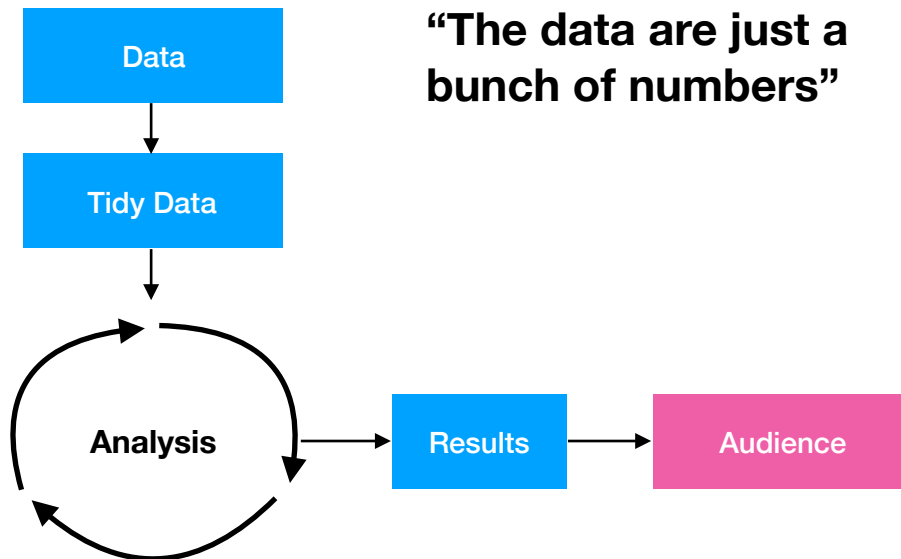 “The data are just a
bunch of numbers”
Data
Tidy Data
Analysis
Results
Audience